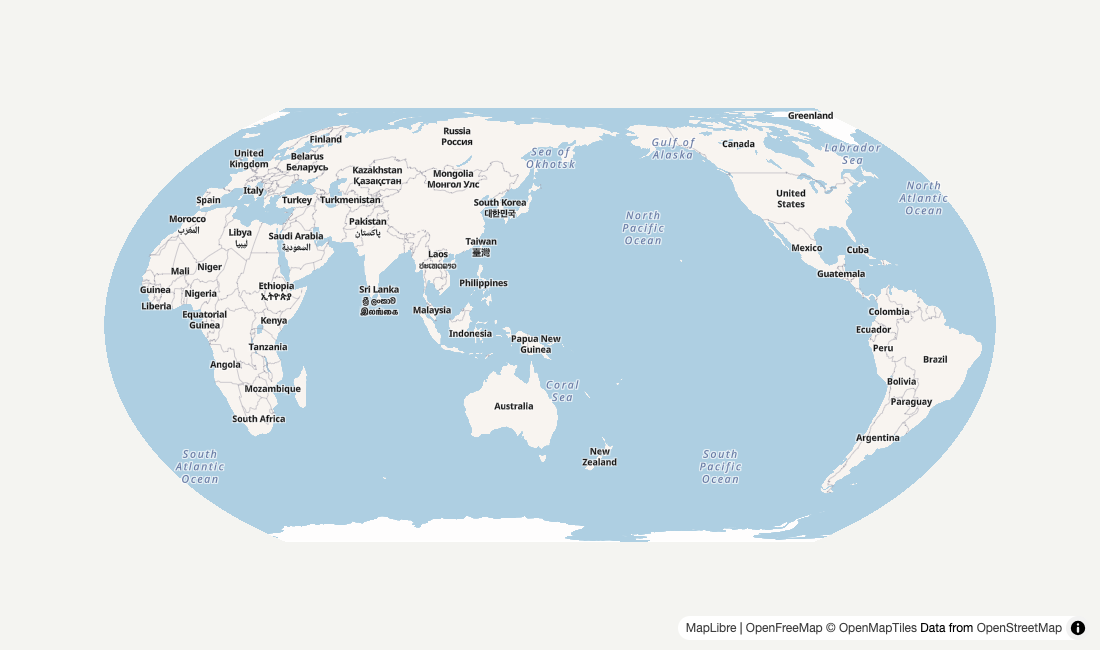 Greenland
Russia
Россия
Finland
Canada
Gulf of
Alaska
Labrador
Sea
United
Kingdom
Belarus
Беларусь
Sea of
Okhotsk
Kazakhstan
Қазақстан
Mongolia
Монгол Улс
Italy
Spain
Turkey
Turkmenistan
South Korea
대한민국
United
States
North
Atlantic
Ocean
Morocco
المغرب
Libya
ليبيا
Saudi Arabia
السعودية
Pakistan
پاکستان
North
Pacific
Ocean
Taiwan
臺灣
Mexico
Cuba
Laos
ປະເທດລາວ
Mali
Niger
Guatemala
Guinea
Nigeria
Ethiopia
ኢትዮጵያ
Sri Lanka
ශ්‍රී ලංකාව
இலங்கை
Philippines
Liberia
Equatorial
Guinea
Kenya
Malaysia
Colombia
Indonesia
Ecuador
Tanzania
Papua New
Guinea
Peru
Brazil
Angola
Mozambique
Coral
Sea
Bolivia
Australia
Paraguay
South Africa
Argentina
South
Atlantic
Ocean
New
Zealand
South
Pacific
Ocean
MapLibre | OpenFreeMap © OpenMapTiles Data from OpenStreetMap